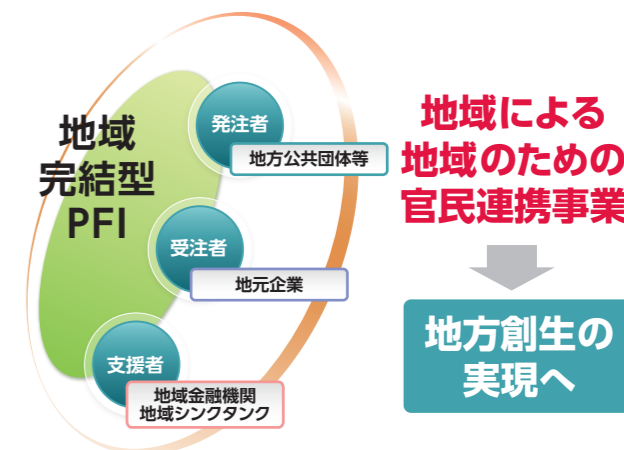 地域
完結型
PFI
発注者
地方公共団体等
受注者
地元企業
支援者
地域金融機関
地域シンクタンク
地域による
地域のための
官民連携事業
地方創生の
実現へ